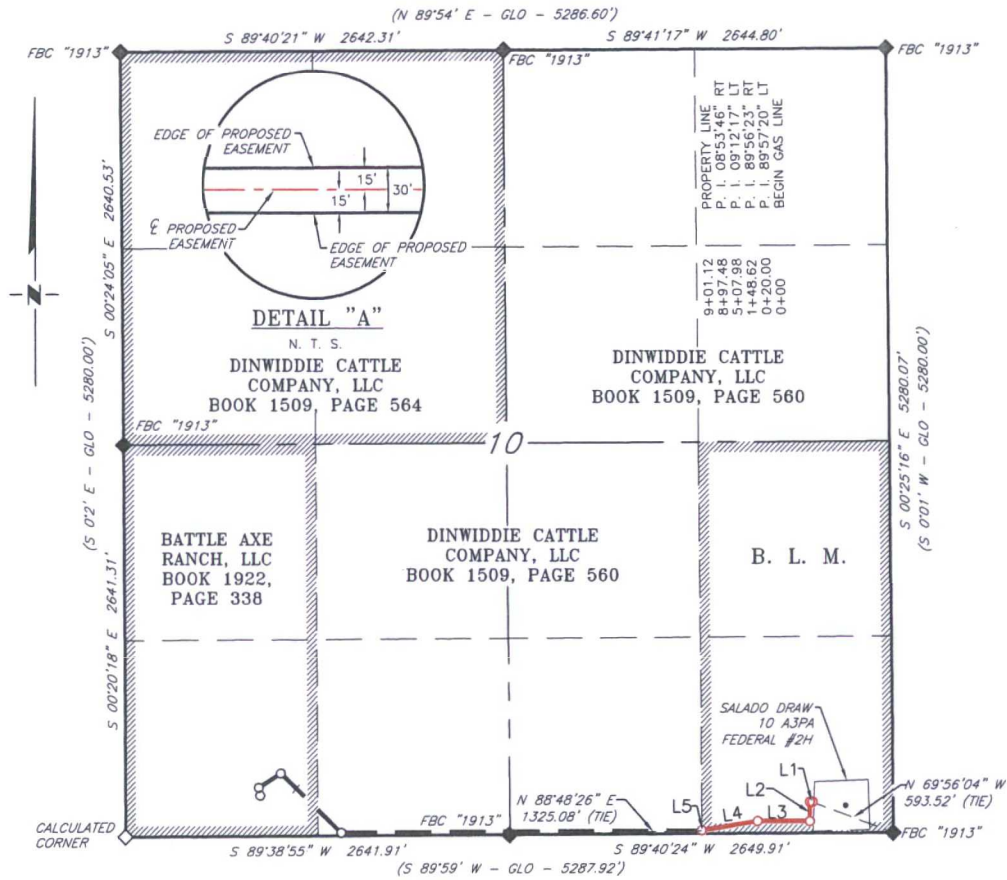 (N 89°54' E - GLO - 5286.60')
S 89°40'21" W 2642.31'
S 89°41'17" W 2644.80'
FBC "1913"
FBC "1913"
FBC "1913"
EDGE OF PROPOSED
EASEMENT
15'
15'
30'
℄ PROPOSED
EASEMENT
EDGE OF PROPOSED
EASEMENT
DETAIL "A"
N. T. S.
DINWIDDIE CATTLE
COMPANY, LLC
BOOK 1509, PAGE 564
9+01.12 PROPERTY LINE
8+97.48 P. I. 08°53'46" RT
5+07.98 P. I. 09°12'17" LT
1+48.62 P. I. 89°56'23" RT
0+20.00 P. I. 89°57'20" LT
0+00 BEGIN GAS LINE
DINWIDDIE CATTLE
COMPANY, LLC
BOOK 1509, PAGE 560
S 00°24'05" E 2640.53'
N
(S 0°2' E - GLO - 5280.00')
S 00°25'16" E 5280.07'
(S 0°01' W - GLO - 5280.00')
FBC "1913"
10
BATTLE AXE
RANCH, LLC
BOOK 1922,
PAGE 338
DINWIDDIE CATTLE
COMPANY, LLC
BOOK 1509, PAGE 560
B. L. M.
S 00°20'18" E 2641.31'
SALADO DRAW
10 A3PA
FEDERAL #2H
L1
L2
L3
L4
L5
N 69°56'04" W
593.52' (TIE)
N 88°48'26" E
1325.08' (TIE)
CALCULATED
CORNER
FBC "1913"
FBC "1913"
S 89°38'55" W 2641.91'
S 89°40'24" W 2649.91'
(S 89°59' W - GLO - 5287.92')